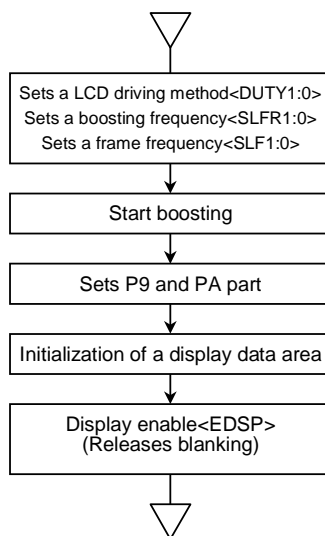 Sets a LCD driving method<DUTY1:0>
Sets a boosting frequency<SLFR1:0>
Sets a frame frequency<SLF1:0>
Start boosting
Sets P9 and PA part
Initialization of a display data area
Display enable<EDSP>
(Releases blanking)